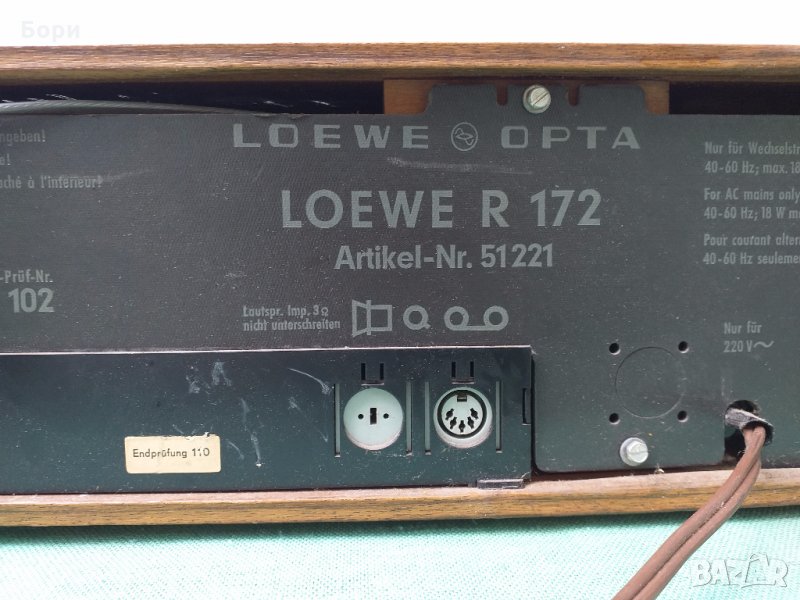 Бори
LOEWE OPTA
ngeben!
e!
aché à l'intérieur?
LOEWE R 172
Artikel-Nr. 51221
Nur für Wechselstr
40-60 Hz; max. 18
For AC mains only
40-60 Hz; 18 W m
Pour courant alter
40-60 Hz seulemen
-Prüf-Nr.
102
Lautspr. Imp. 3Ω
nicht unterschreiten
Nur für
220 V~
Endprüfung 110
BAZAR